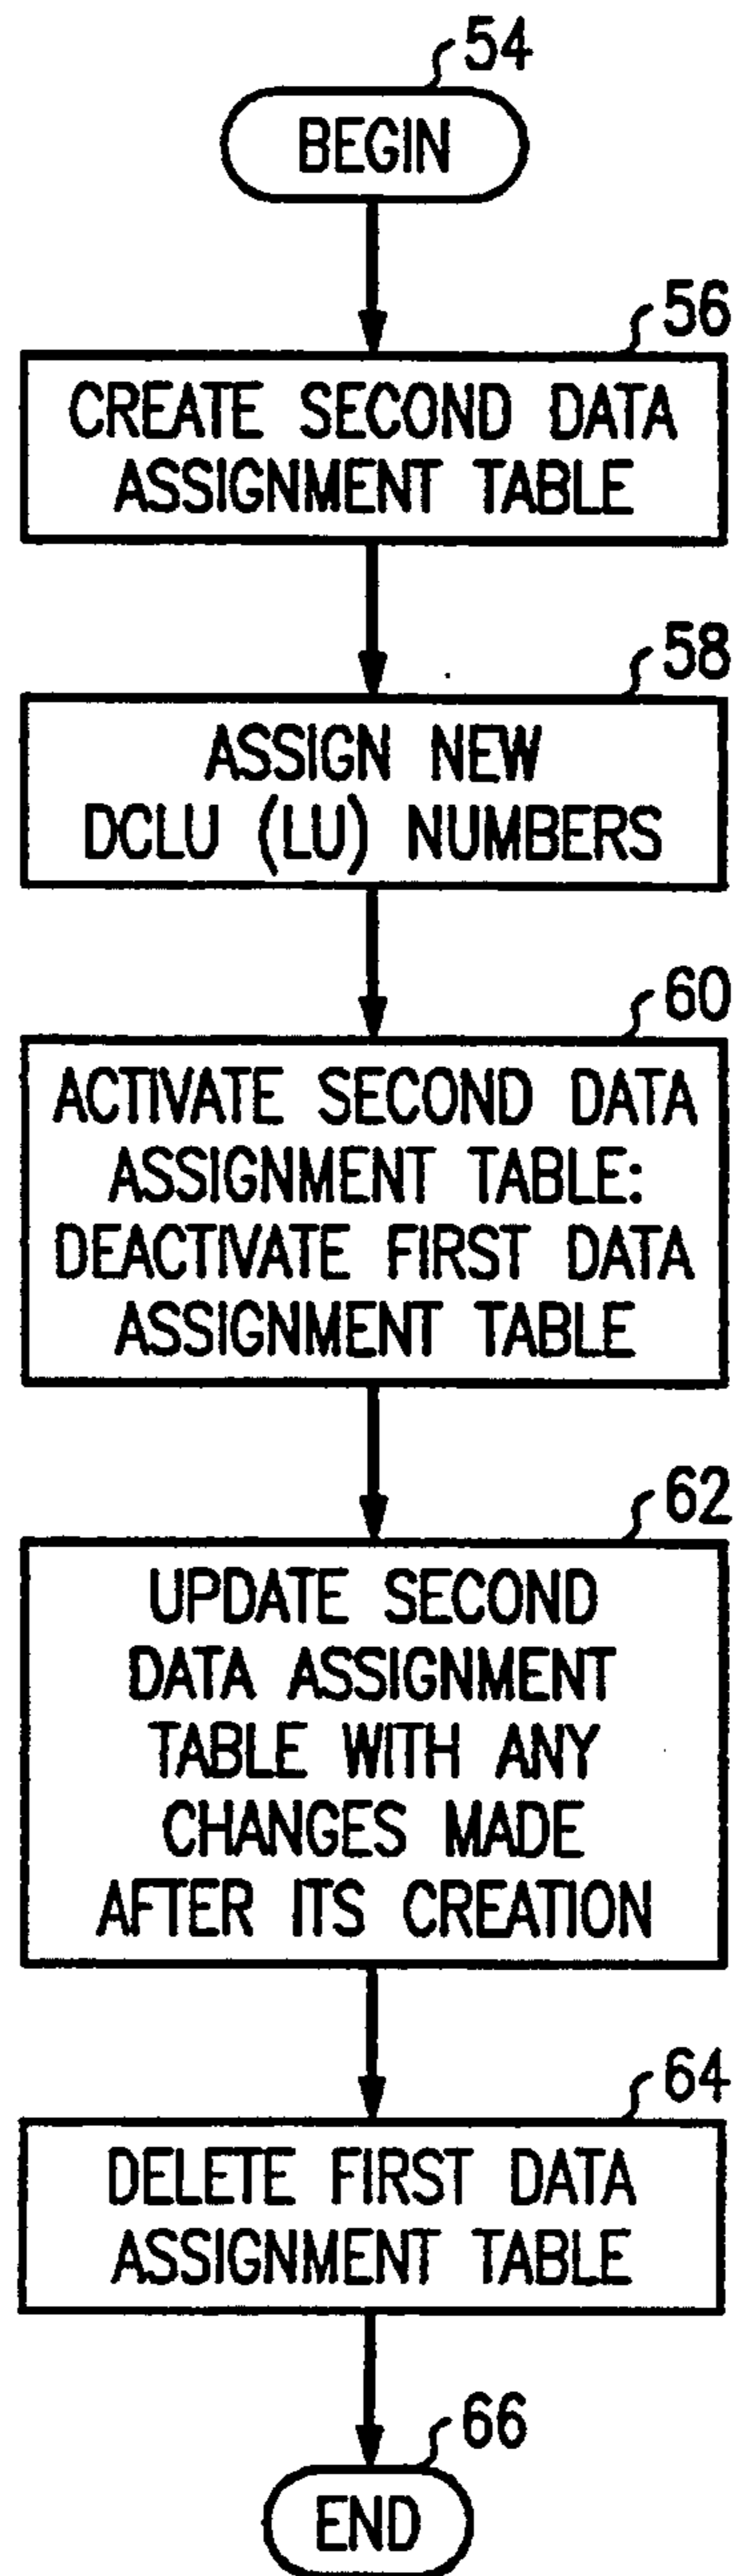 54
BEGIN
56
CREATE SECOND DATA
ASSIGNMENT TABLE
58
ASSIGN NEW
DCLU (LU) NUMBERS
60
ACTIVATE SECOND DATA
ASSIGNMENT TABLE:
DEACTIVATE FIRST DATA
ASSIGNMENT TABLE
62
UPDATE SECOND
DATA ASSIGNMENT
TABLE WITH ANY
CHANGES MADE
AFTER ITS CREATION
64
DELETE FIRST DATA
ASSIGNMENT TABLE
66
END